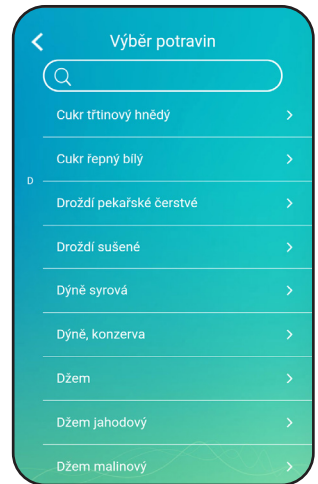 Výběr potravin
Cukr třtinový hnědý
Cukr řepný bílý
D
Droždí pekařské čerstvé
Droždí sušené
Dýně syrová
Dýně, konzerva
Džem
Džem jahodový
Džem malinový